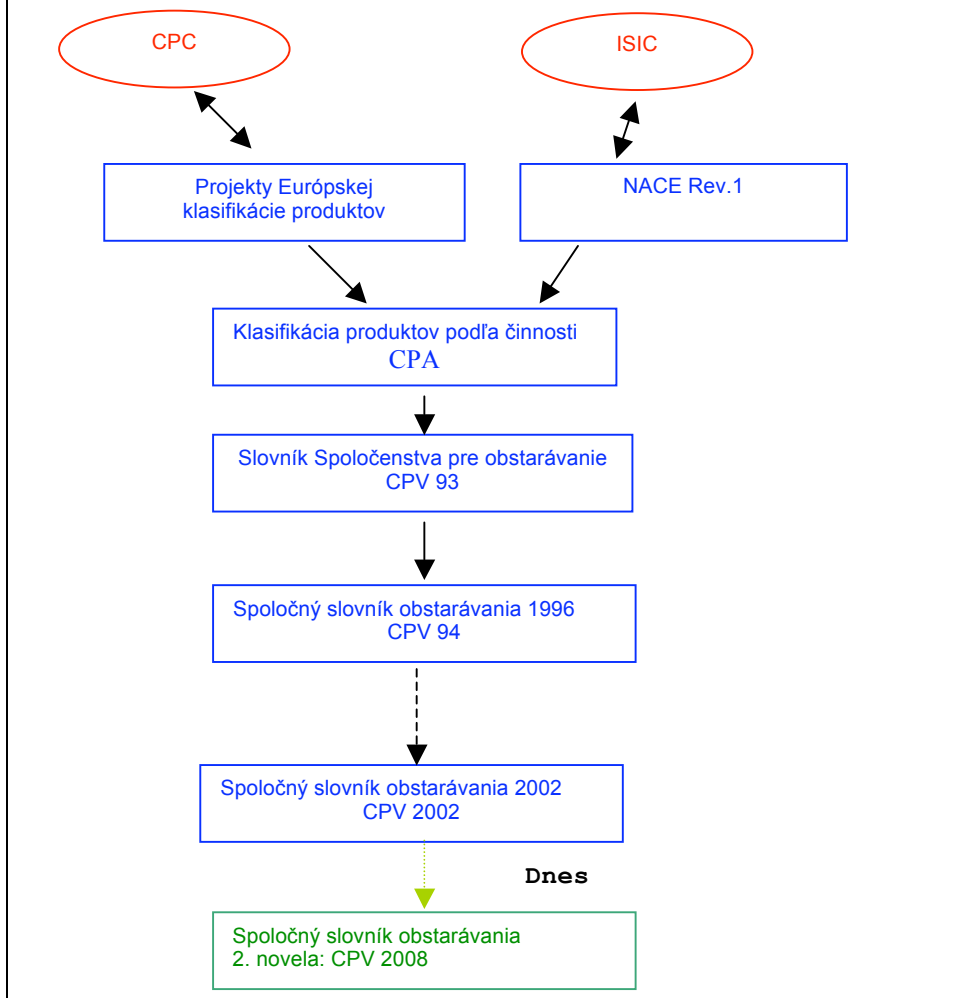 CPC
ISIC
Projekty Európskej
klasifikácie produktov
NACE Rev.1
Klasifikácia produktov podľa činnosti
CPA
Slovník Spoločenstva pre obstarávanie
CPV 93
Spoločný slovník obstarávania 1996
CPV 94
Spoločný slovník obstarávania 2002
CPV 2002
Dnes
Spoločný slovník obstarávania
2. novela: CPV 2008